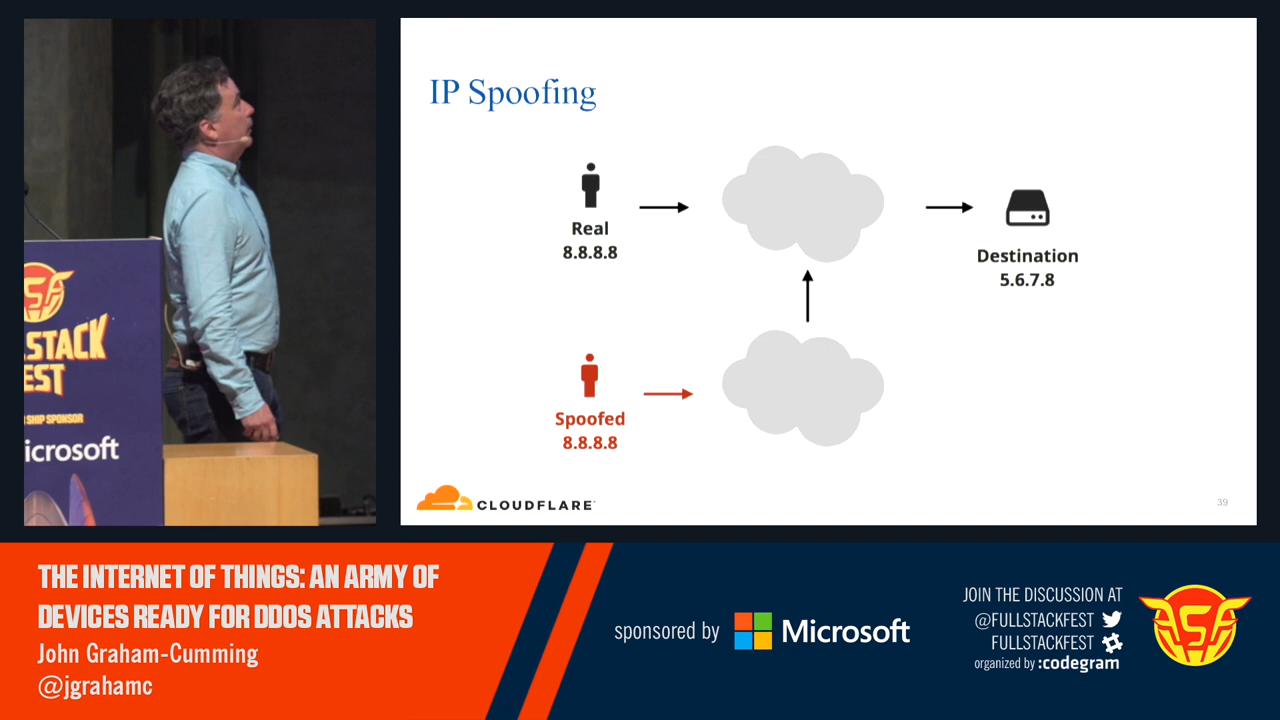 IP Spoofing
Real
8.8.8.8
Destination
5.6.7.8
Spoofed
8.8.8.8
CLOUDFLARE
39
STACK
EST
SHIP SPONSOR
icrosoft
THE INTERNET OF THINGS: AN ARMY OF
DEVICES READY FOR DDOS ATTACKS
John Graham-Cumming
@jgrahamc
sponsored by Microsoft
JOIN THE DISCUSSION AT
@FULLSTACKFEST
FULLSTACKFEST
organized by :codegram